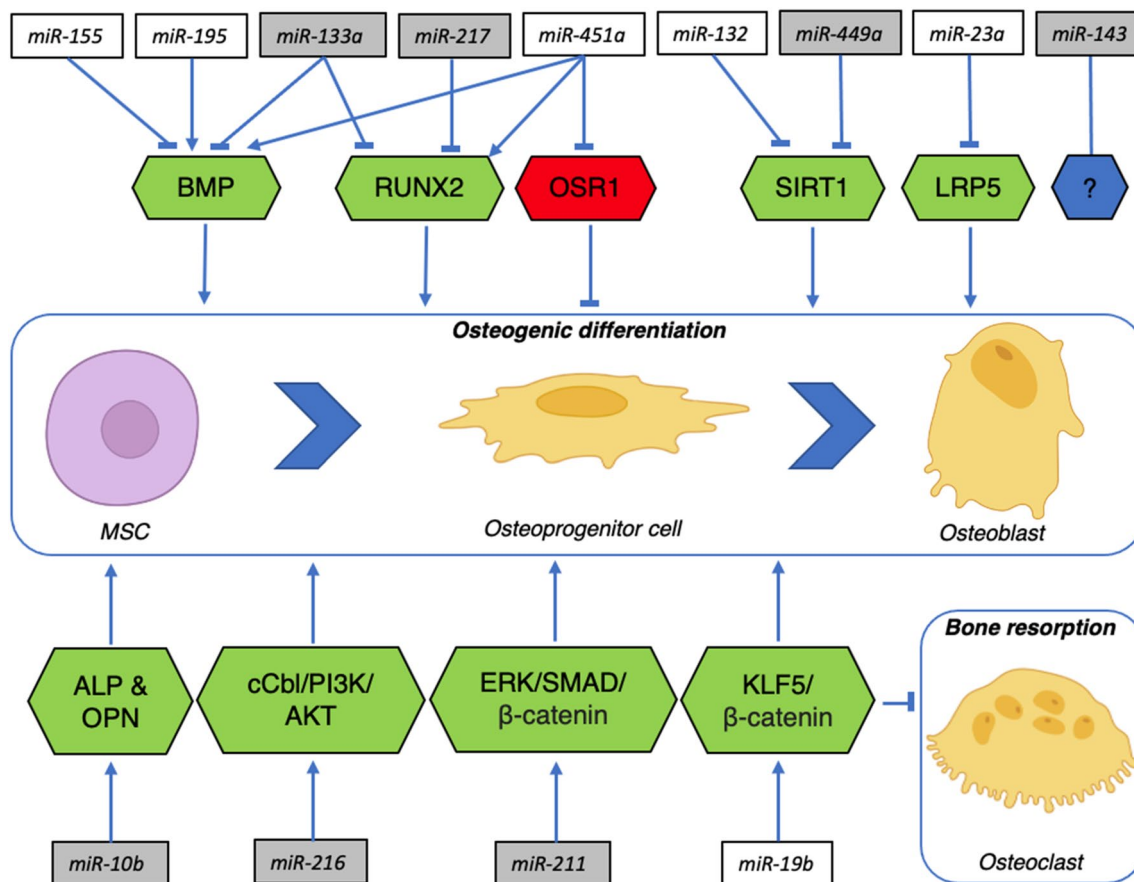 miR-155
miR-195
miR-133a
miR-217
miR-451a
miR-132
miR-449a
miR-23a
miR-143
BMP
RUNX2
OSR1
SIRT1
LRP5
?
Osteogenic differentiation
MSC
Osteoprogenitor cell
Osteoblast
ALP &
OPN
cCbl/PI3K/
AKT
ERK/SMAD/
β-catenin
KLF5/
β-catenin
Bone resorption
Osteoclast
miR-10b
miR-216
miR-211
miR-19b